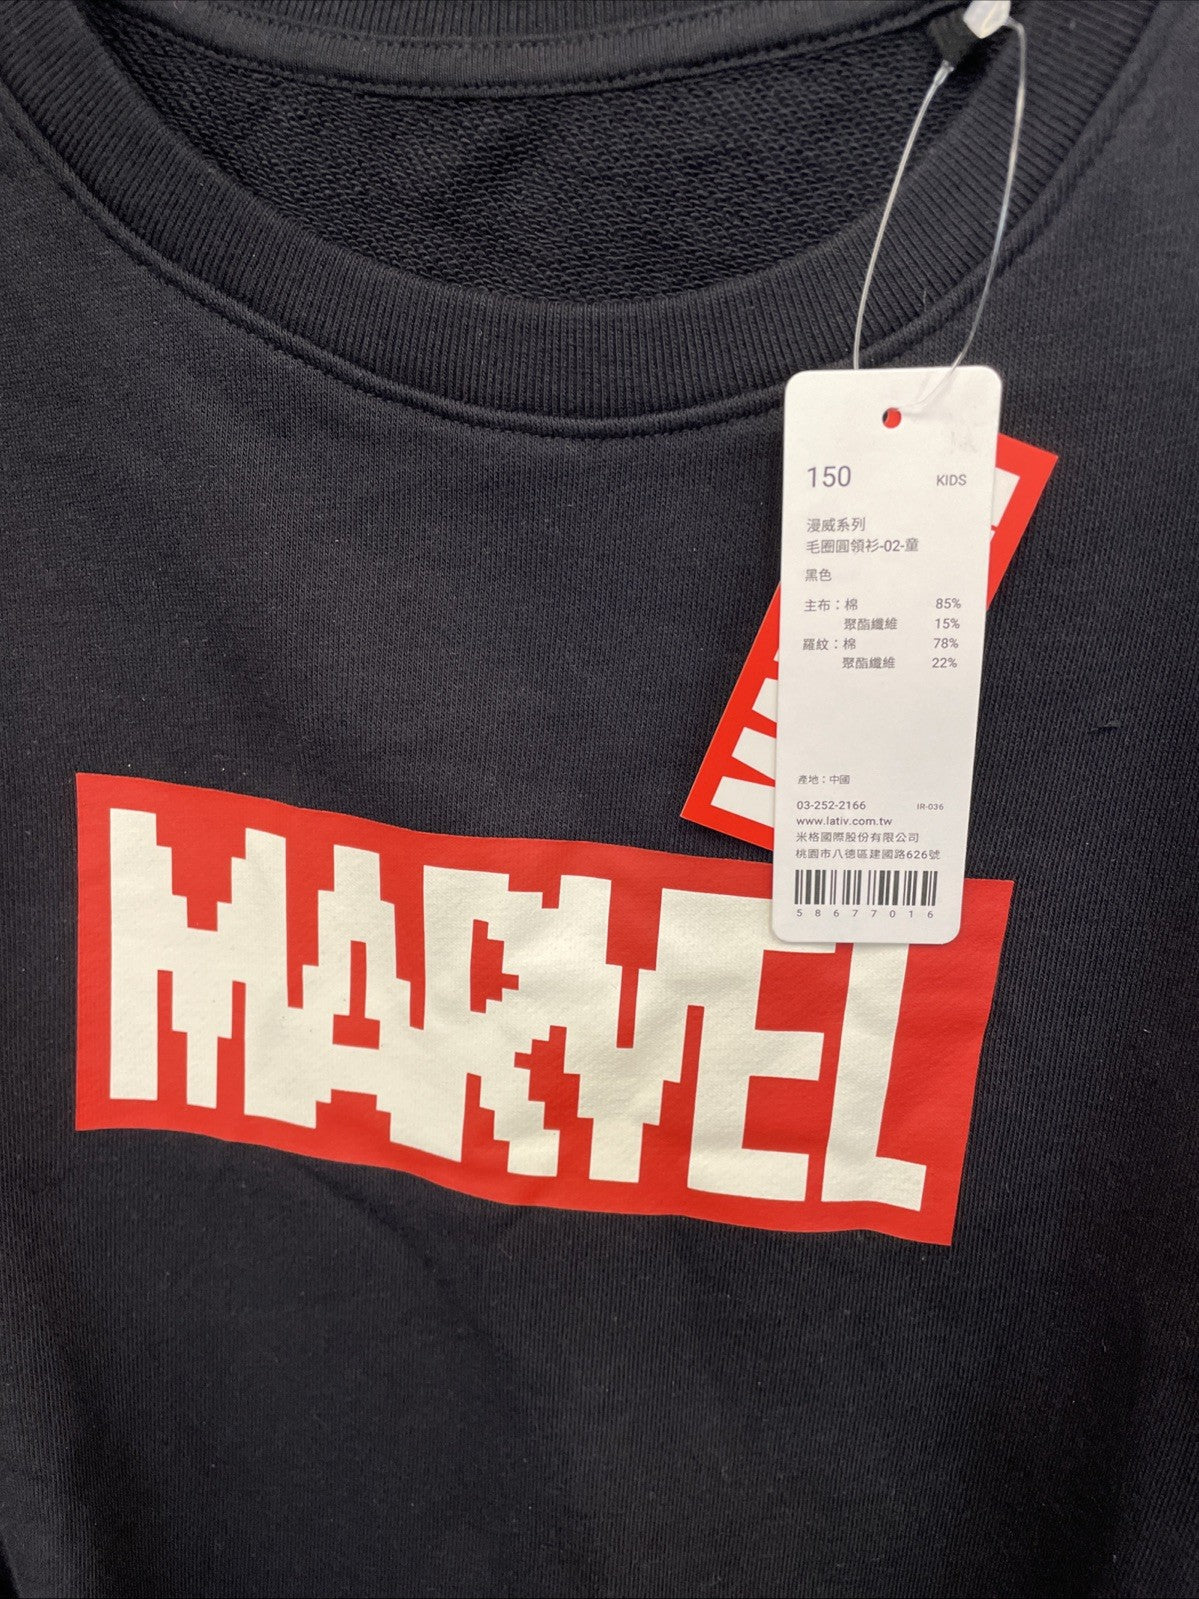 150 KIDS
漫威系列
毛圈圓領衫-02-童
黑色
主布：棉 85%
聚酯纖維 15%
羅紋：棉 78%
聚酯纖維 22%
產地：中國
03-252-2166 IR-036
www.lativ.com.tw
米格國際股份有限公司
桃園市八德區建國路626號
58677016
MARVEL